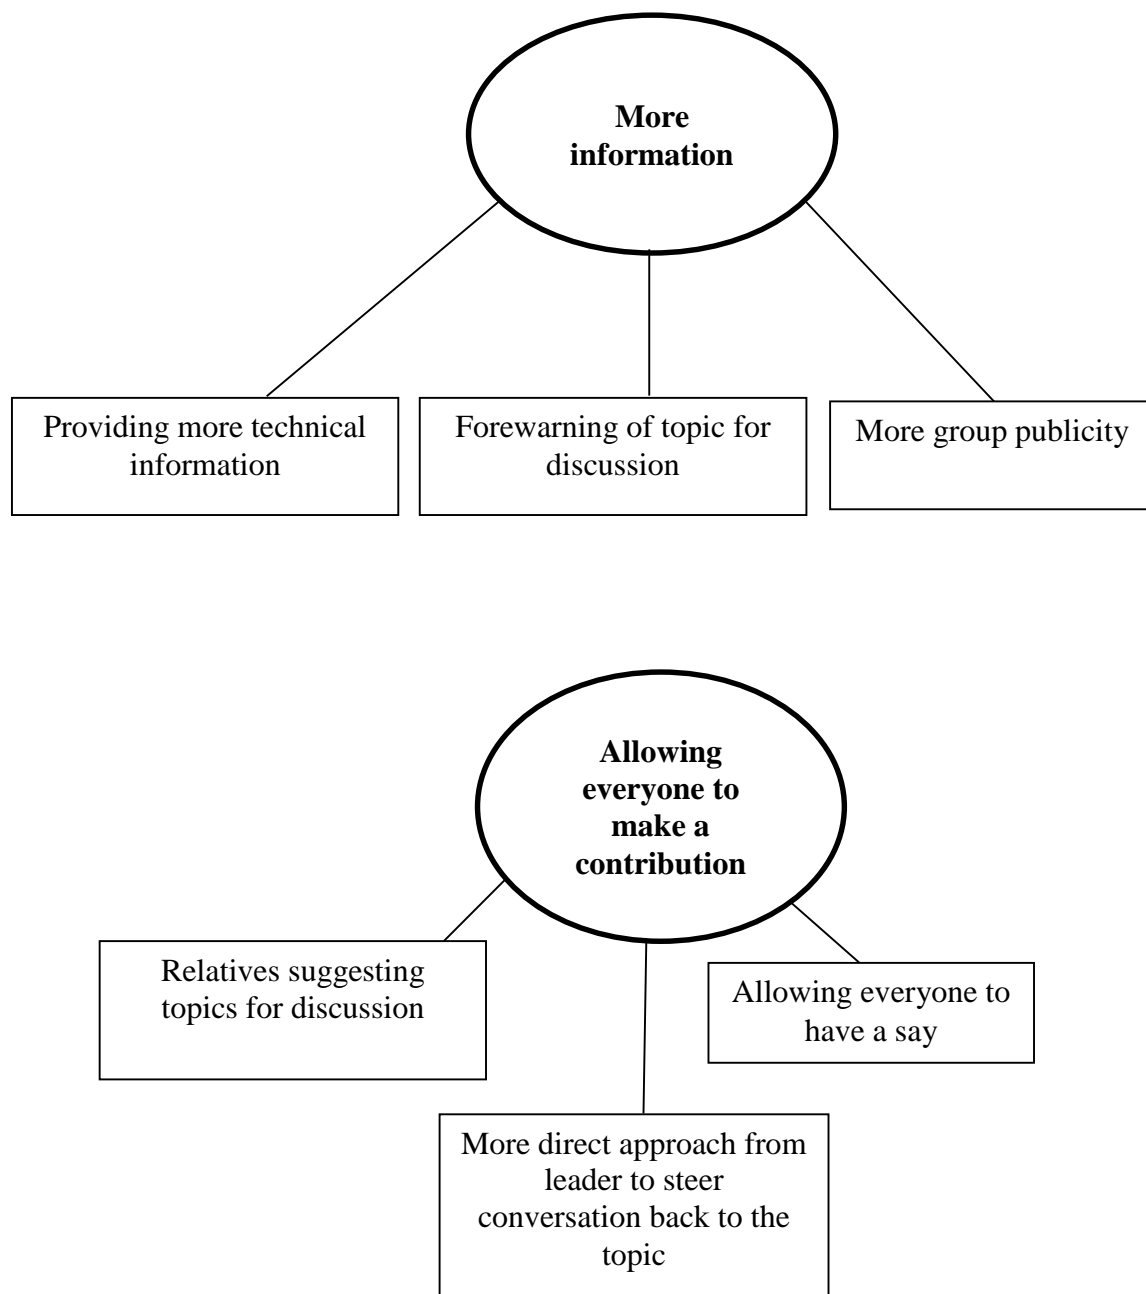 More
information
Providing more technical
information
Forewarning of topic for
discussion
More group publicity
Allowing
everyone to
make a
contribution
Relatives suggesting
topics for discussion
Allowing everyone to
have a say
More direct approach from
leader to steer
conversation back to the
topic